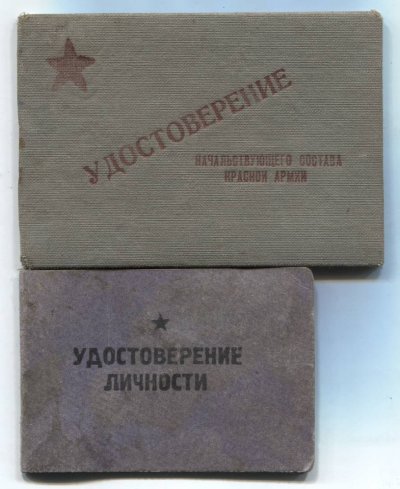 УДОСТОВЕРЕНИЕ
НАЧАЛЬСТВУЮЩЕГО СОСТАВА
КРАСНОЙ АРМИИ
УДОСТОВЕРЕНИЕ
ЛИЧНОСТИ